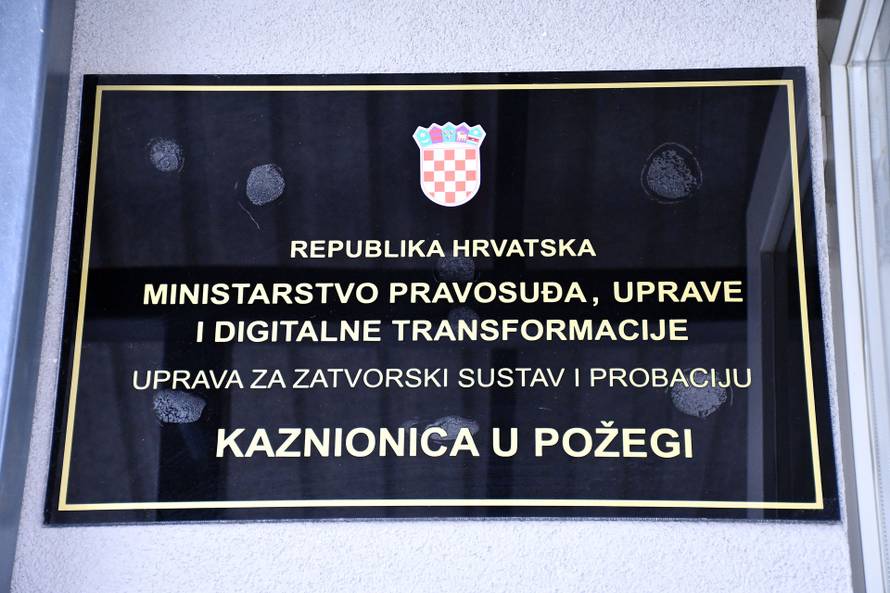 REPUBLIKA HRVATSKA
MINISTARSTVO PRAVOSUĐA, UPRAVE
I DIGITALNE TRANSFORMACIJE
UPRAVA ZA ZATVORSKI SUSTAV I PROBACIJU
KAZNIONICA U POŽEGI